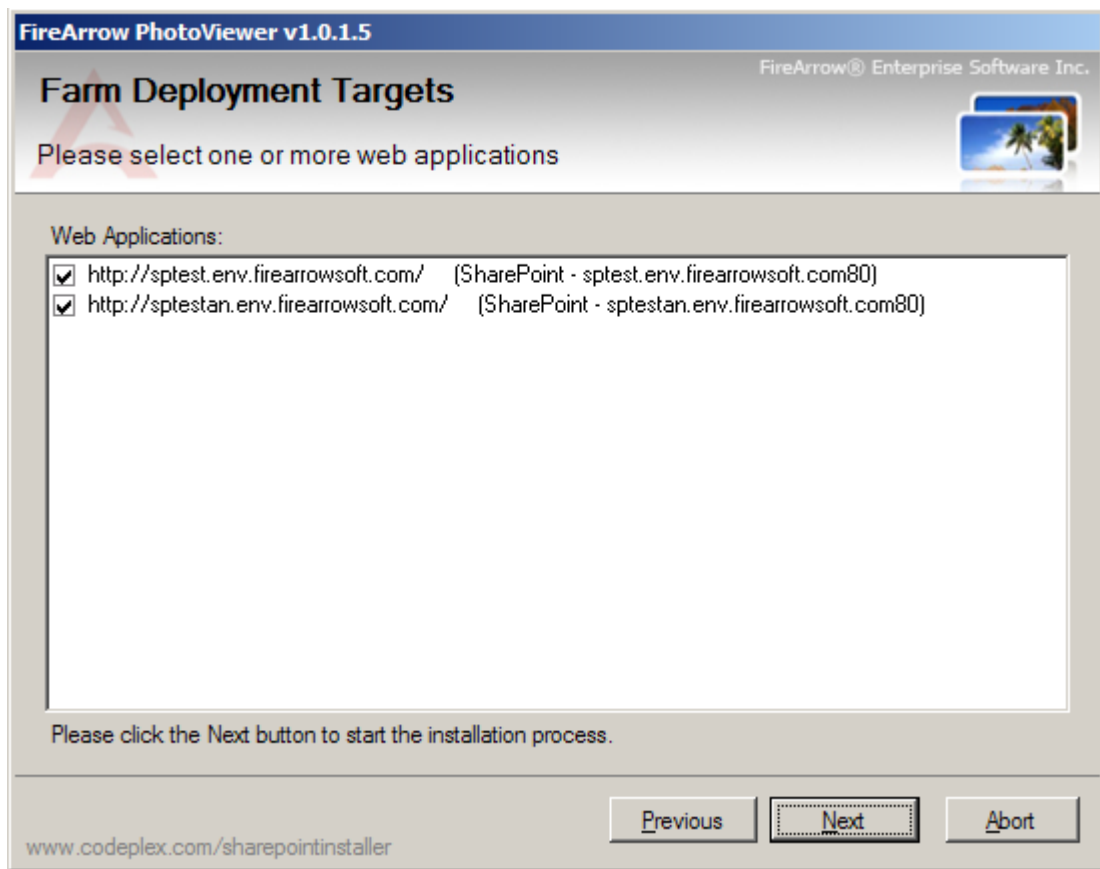 FireArrow PhotoViewer v1.0.1.5
FireArrow® Enterprise Software Inc.
Farm Deployment Targets
Please select one or more web applications
Web Applications:
http://sptest.env.firearrowsoft.com/ (SharePoint - sptest.env.firearrowsoft.com80)
http://sptestan.env.firearrowsoft.com/ (SharePoint - sptestan.env.firearrowsoft.com80)
Please click the Next button to start the installation process.
Previous Next Abort
www.codeplex.com/sharepointinstaller